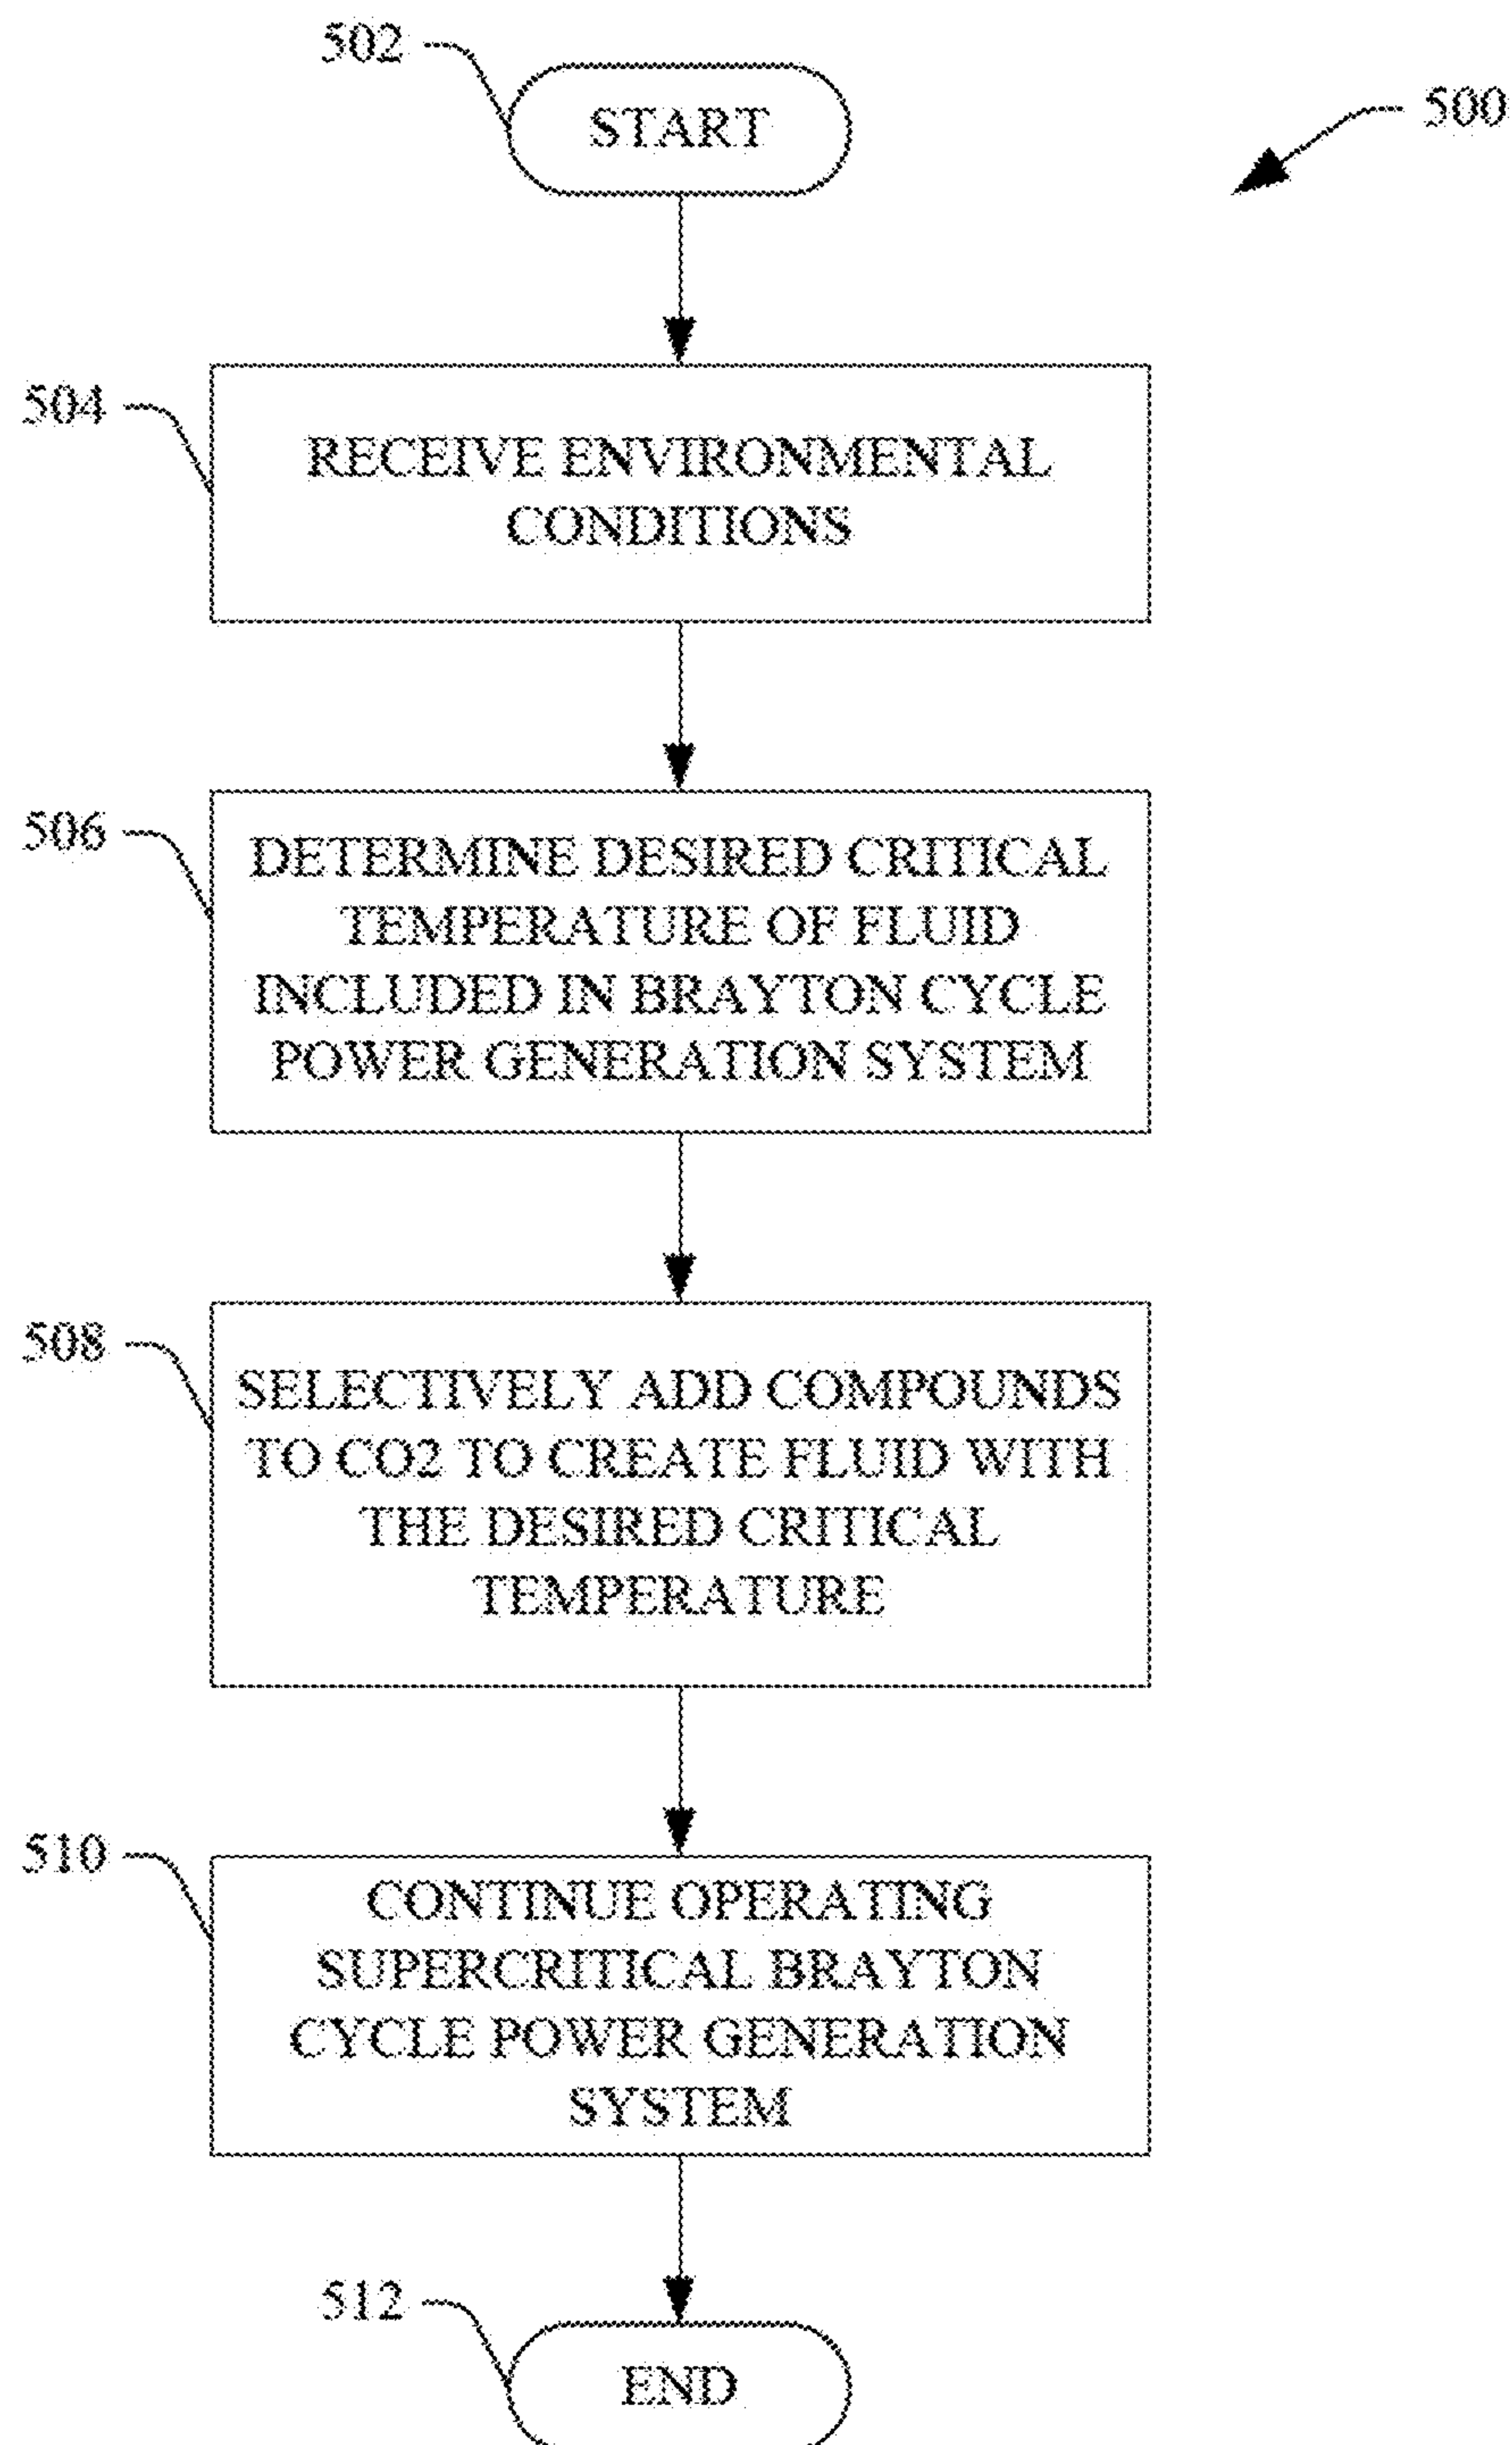 502
START
500
504
RECEIVE ENVIRONMENTAL
CONDITIONS
506
DETERMINE DESIRED CRITICAL
TEMPERATURE OF FLUID
INCLUDED IN BRAYTON CYCLE
POWER GENERATION SYSTEM
508
SELECTIVELY ADD COMPOUNDS
TO CO2 TO CREATE FLUID WITH
THE DESIRED CRITICAL
TEMPERATURE
510
CONTINUE OPERATING
SUPERCRITICAL BRAYTON
CYCLE POWER GENERATION
SYSTEM
512
END